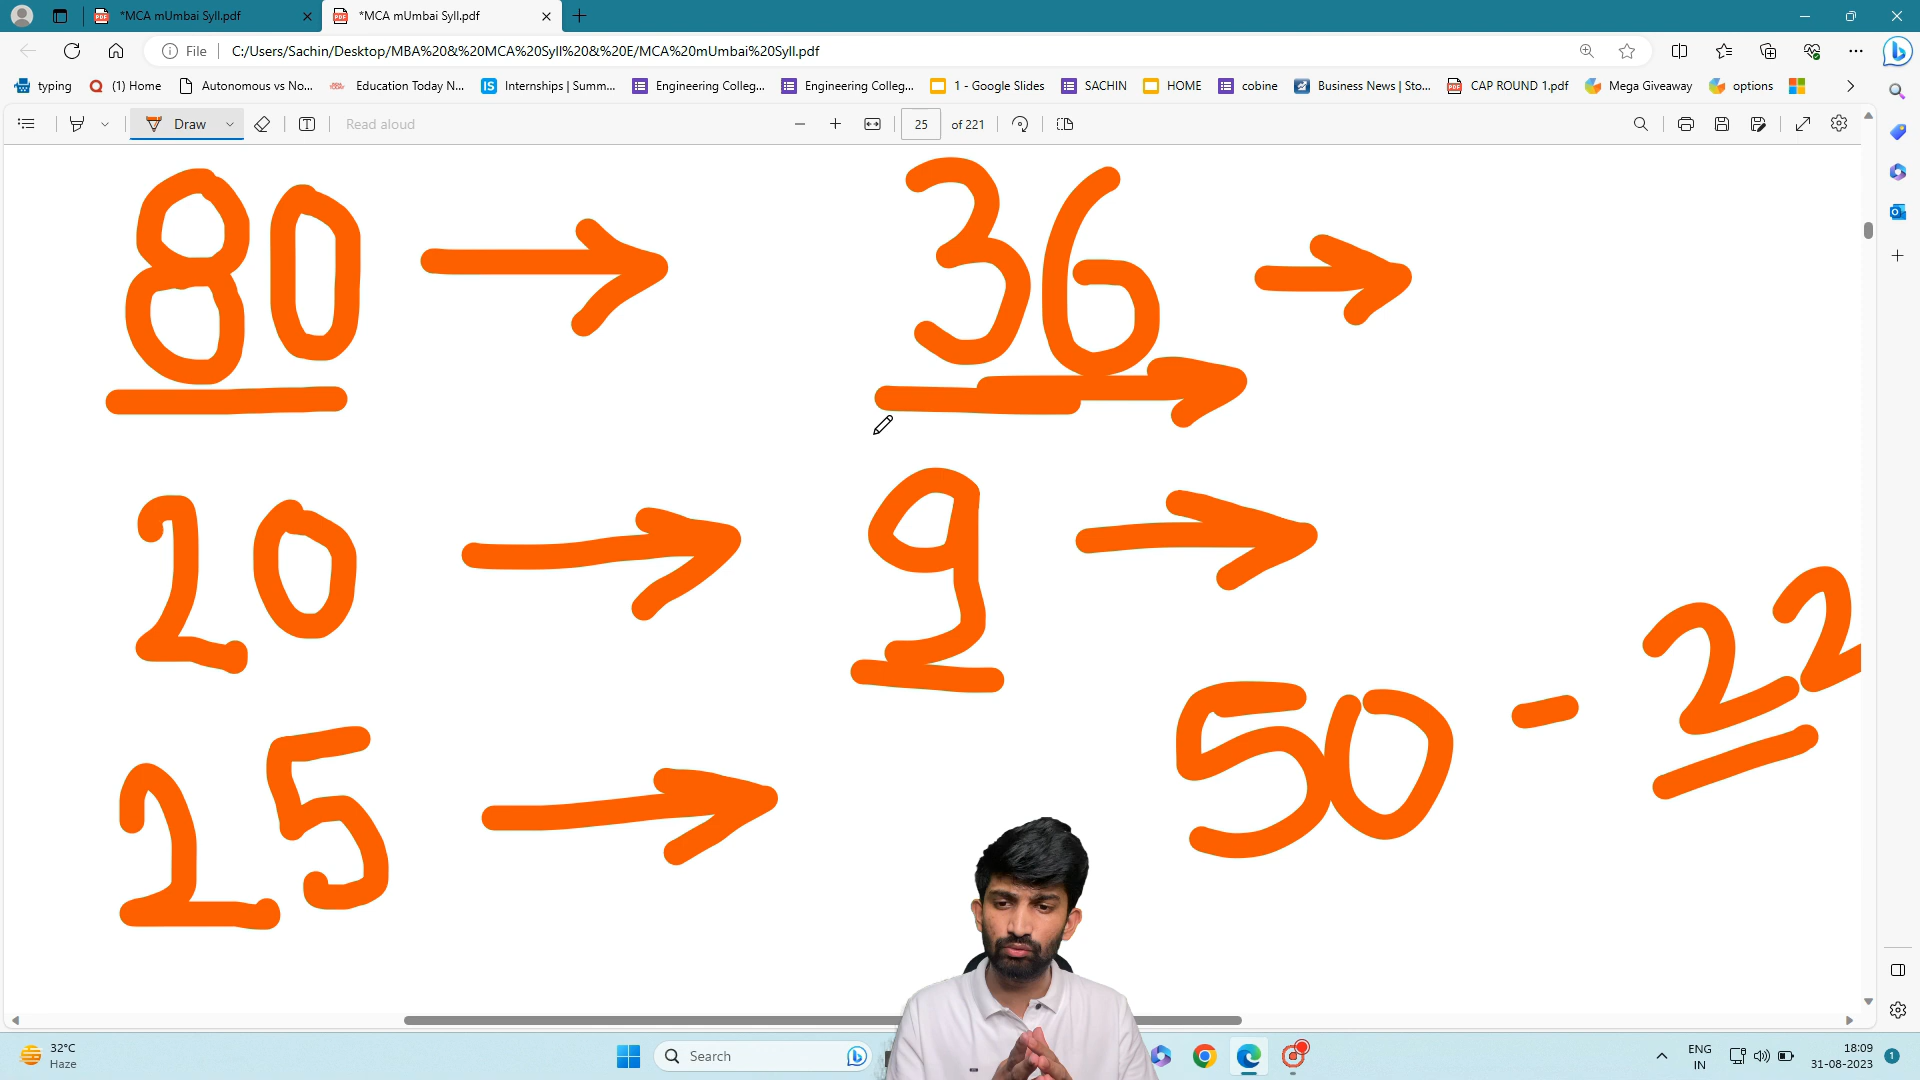 *MCA mUmbai Syll.pdf
*MCA mUmbai Syll.pdf
File C:/Users/Sachin/Desktop/MBA%20&%20MCA%20Syll%20&%20E/MCA%20mUmbai%20Syll.pdf
typing (1) Home Autonomous vs No... Education Today N... Internships | Summ... Engineering Colleg... Engineering Colleg... 1 - Google Slides SACHIN HOME cobine Business News | Sto... CAP ROUND 1.pdf Mega Giveaway options
Draw Read aloud 25 of 221
80 → 36 →
20 → 9 →
50 - 22
25 →
32°C
Haze
Search
ENG
IN
18:09
31-08-2023
1